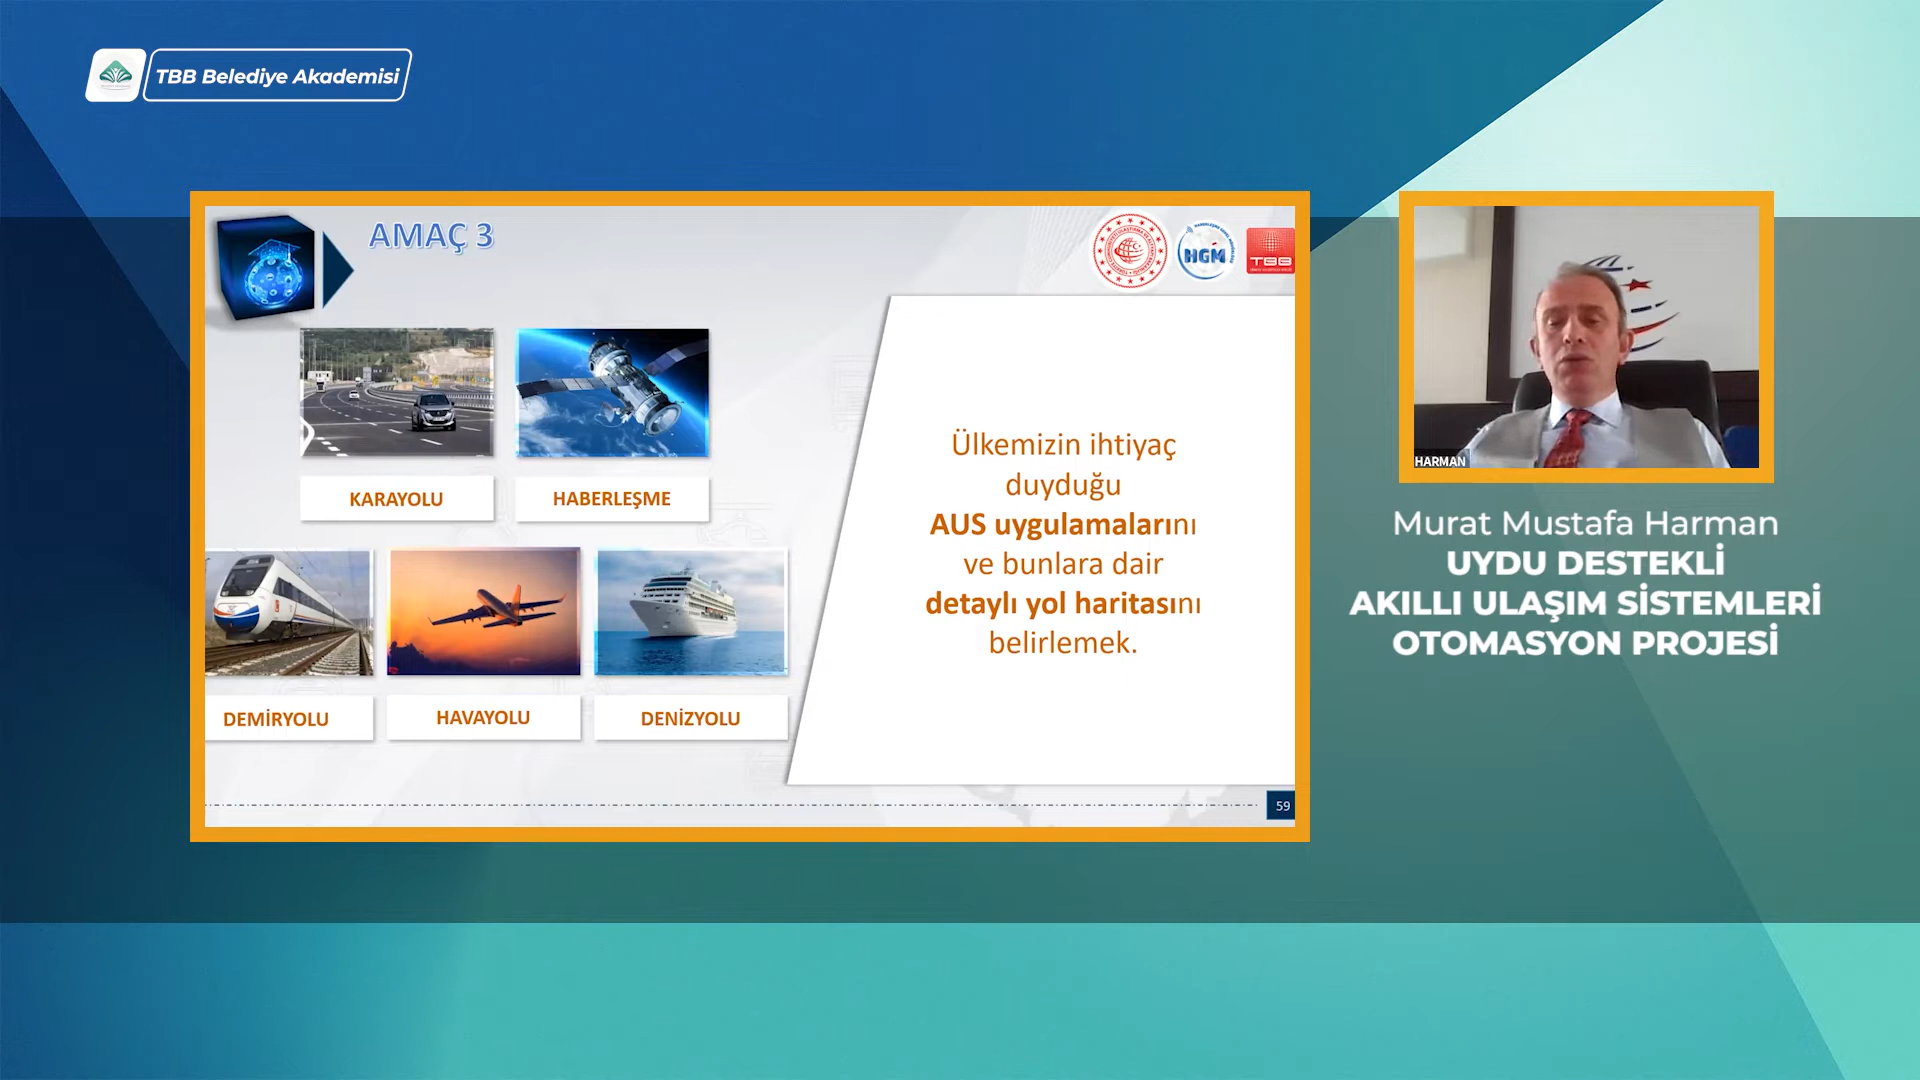 TBB Belediye Akademisi
AMAÇ 3
HGM
TBB
KARAYOLU
HABERLEŞME
DEMİRYOLU
HAVAYOLU
DENİZYOLU
Ülkemizin ihtiyaç
duyduğu
AUS uygulamalarını
ve bunlara dair
detaylı yol haritasını
belirlemek.
59
HARMAN
Murat Mustafa Harman
UYDU DESTEKLİ
AKILLI ULAŞIM SİSTEMLERİ
OTOMASYON PROJESİ